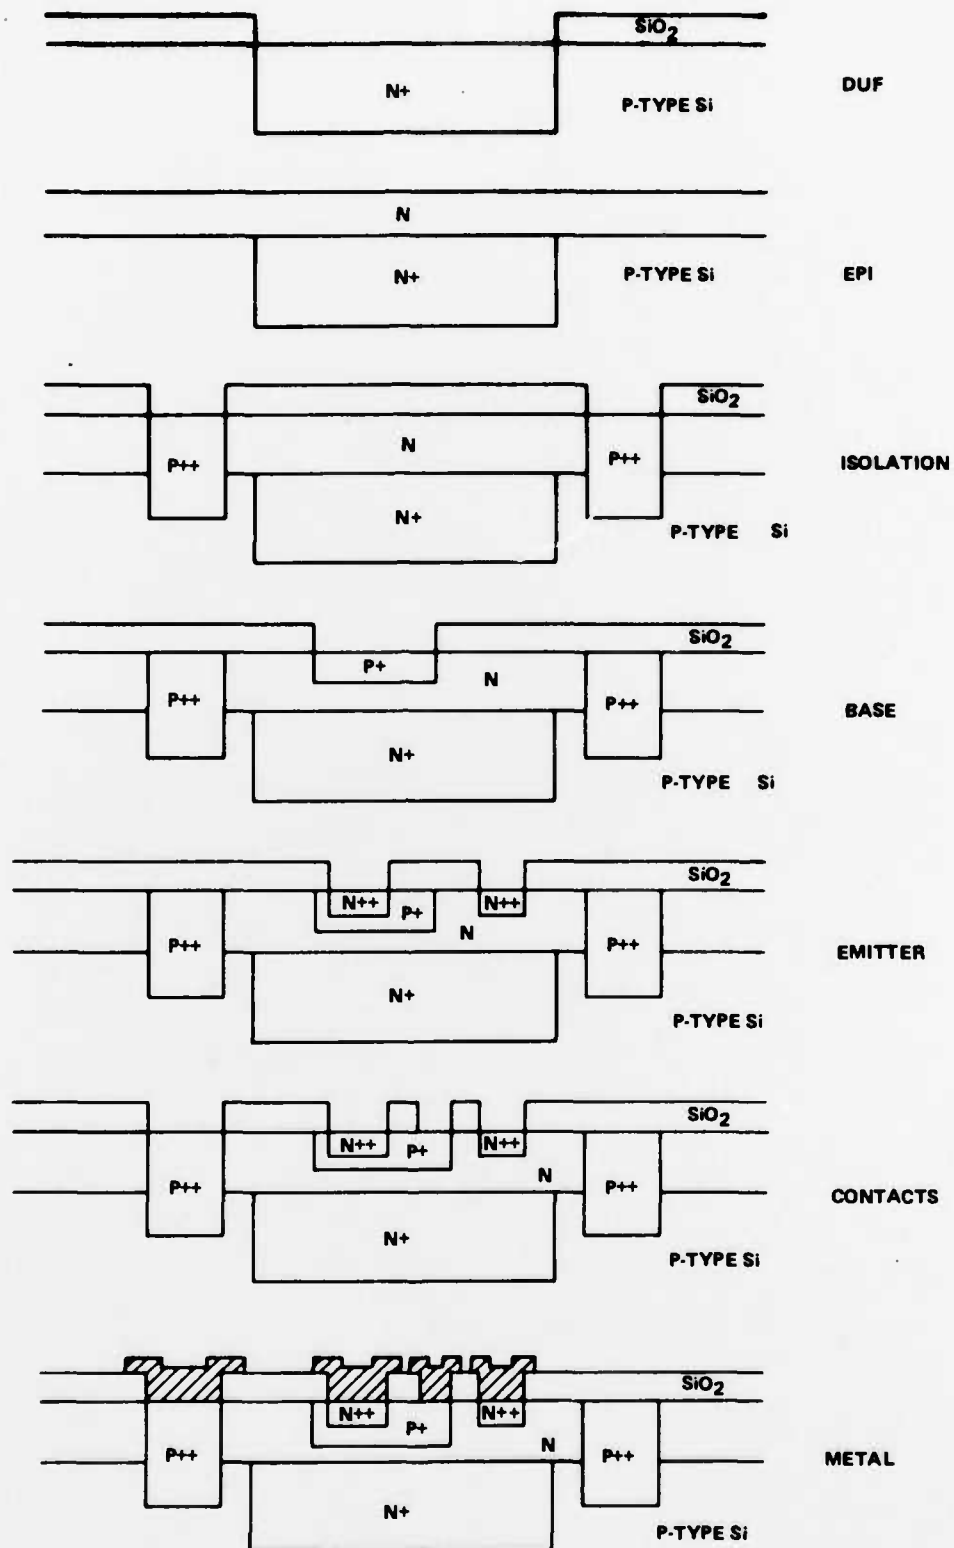 SiO2
N+
P-TYPE Si
DUF
N
N+
P-TYPE Si
EPI
SiO2
P++
N
P++
ISOLATION
N+
P-TYPE Si
SiO2
P+
N
P++
P++
BASE
N+
P-TYPE Si
SiO2
N++
P+
N++
N
P++
P++
EMITTER
N+
P-TYPE Si
SiO2
N++
P+
N++
N
P++
P++
CONTACTS
N+
P-TYPE Si
SiO2
N++
P+
N++
N
P++
P++
METAL
N+
P-TYPE Si